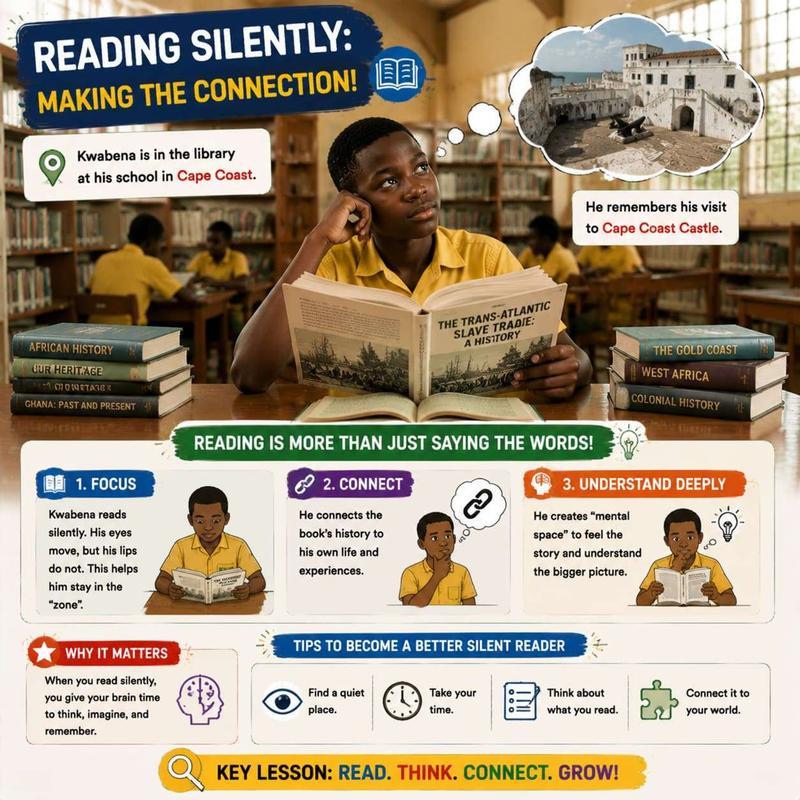 READING SILENTLY:
MAKING THE CONNECTION!
Kwabena is in the library
at his school in Cape Coast.
He remembers his visit
to Cape Coast Castle.
THE TRANS-ATLANTIC
SLAVE TRADIE:
A HISTORY
AFRICAN HISTORY
OUR HERITAGE
GHANA: PAST AND PRESENT
THE GOLD COAST
WEST AFRICA
COLONIAL HISTORY
READING IS MORE THAN JUST SAYING THE WORDS!
1. FOCUS
Kwabena reads
silently. His eyes
move, but his lips
do not. This helps
him stay in the
“zone”.
2. CONNECT
He connects the
book’s history to
his own life and
experiences.
3. UNDERSTAND DEEPLY
He creates “mental
space” to feel the
story and understand
the bigger picture.
WHY IT MATTERS
When you read silently,
you give your brain time
to think, imagine, and
remember.
TIPS TO BECOME A BETTER SILENT READER
Find a quiet
place.
Take your
time.
Think about
what you read.
Connect it to
your world.
KEY LESSON: READ. THINK. CONNECT. GROW!